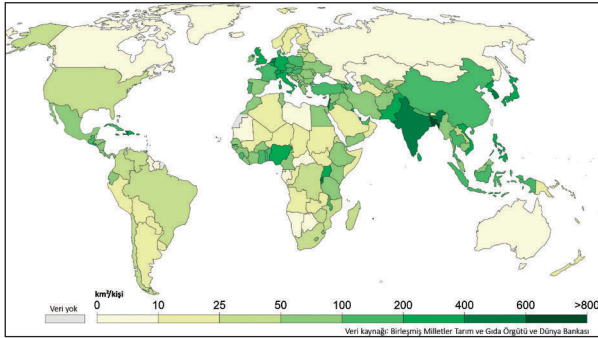 km²/kişi
Veri yok
0 10 25 50 100 200 400 600 >800
Veri kaynağı: Birleşmiş Milletler Tarım ve Gıda Örgütü ve Dünya Bankası